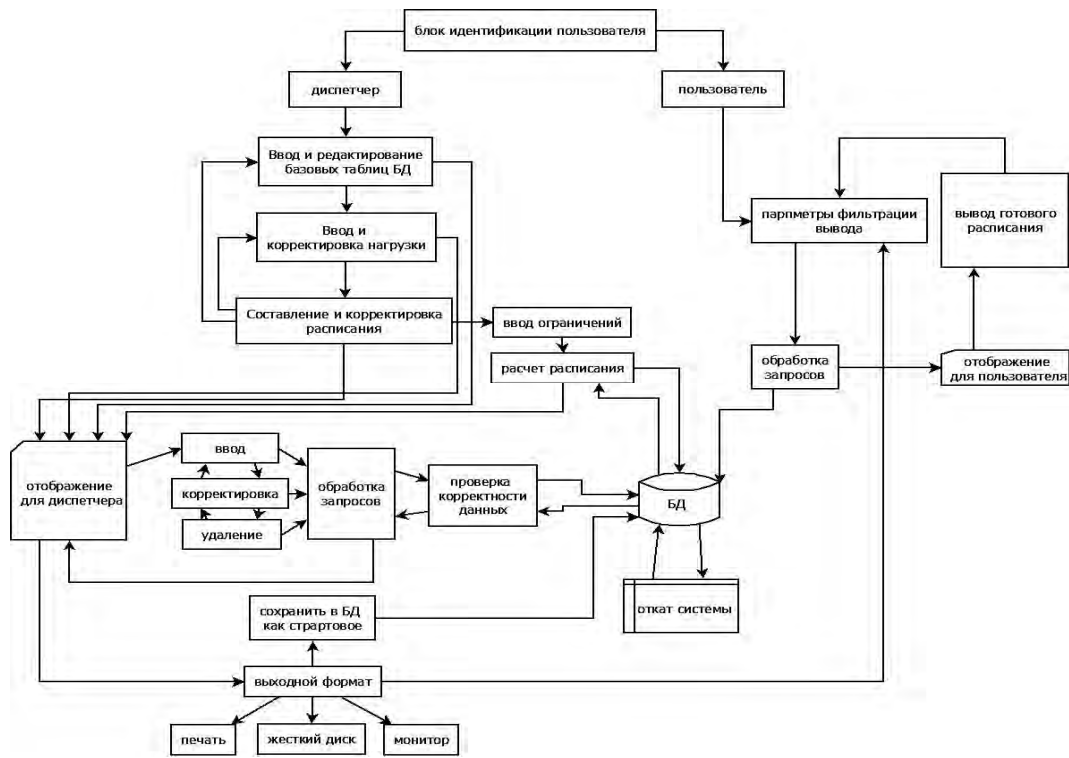 блок идентификации пользователя
диспетчер
пользователь
Ввод и редактирование
базовых таблиц БД
парпметры фильтрации
вывода
вывод готового
расписания
Ввод и
корректировка нагрузки
Составление и корректировка
расписания
ввод ограничений
расчет расписания
обработка
запросов
отображение
для пользователя
отображение
для диспетчера
ввод
корректировка
удаление
обработка
запросов
проверка
корректности
данных
БД
откат системы
сохранить в БД
как стртартовое
выходной формат
печать
жесткий диск
монитор